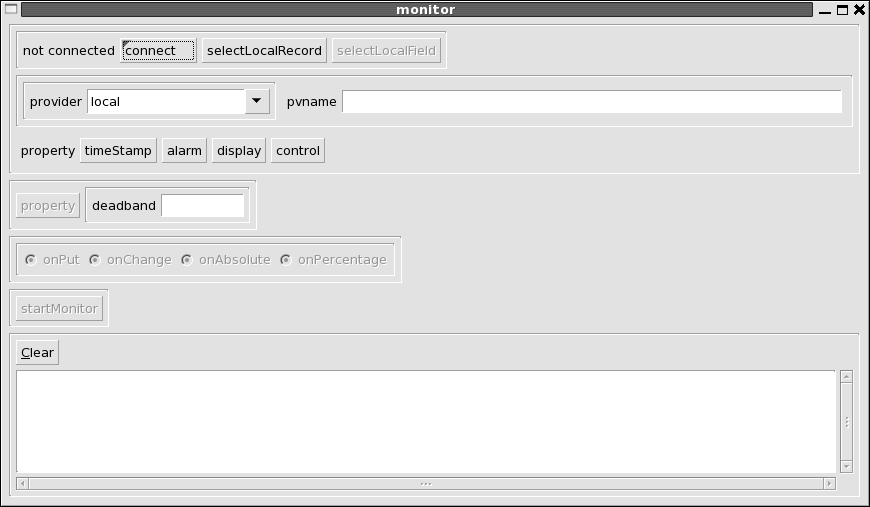 monitor
not connected connect selectLocalRecord selectLocalField
provider local pvname
property timeStamp alarm display control
property deadband
onPut onChange onAbsolute onPercentage
startMonitor
Clear